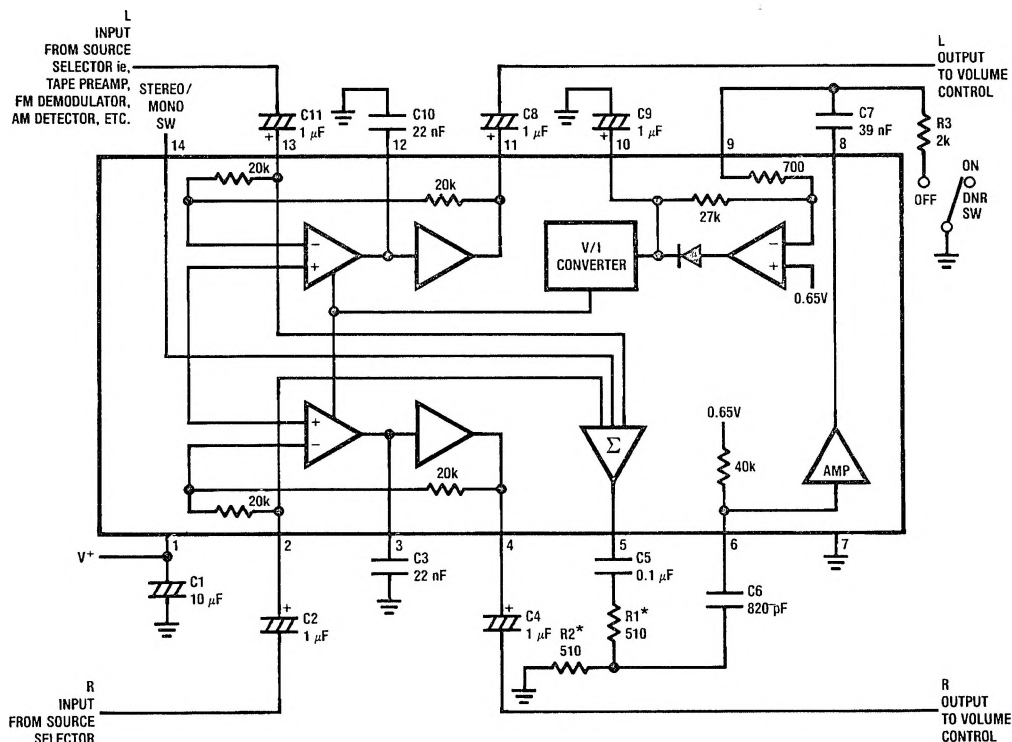 L
INPUT
FROM SOURCE
SELECTOR ie,
TAPE PREAMP,
FM DEMODULATOR,
AM DETECTOR, ETC.
STEREO/
MONO
SW
14
C11
1 μF
+
13
C10
22 nF
12
C8
1 μF
+
11
C9
1 μF
+
10
L
OUTPUT
TO VOLUME
CONTROL
9
C7
39 nF
8
R3
2k
OFF
ON
DNR
SW
20k
20k
700
27k
−
+
V/I
CONVERTER
−
+
0.65V
+
−
20k
20k
Σ
0.65V
40k
AMP
1
2
3
4
5
6
7
V+
C1
10 μF
C2
1 μF
+
C3
22 nF
C4
1 μF
+
C5
0.1 μF
R1*
510
R2*
510
C6
820 pF
R
INPUT
FROM SOURCE
SELECTOR
R
OUTPUT
TO VOLUME
CONTROL